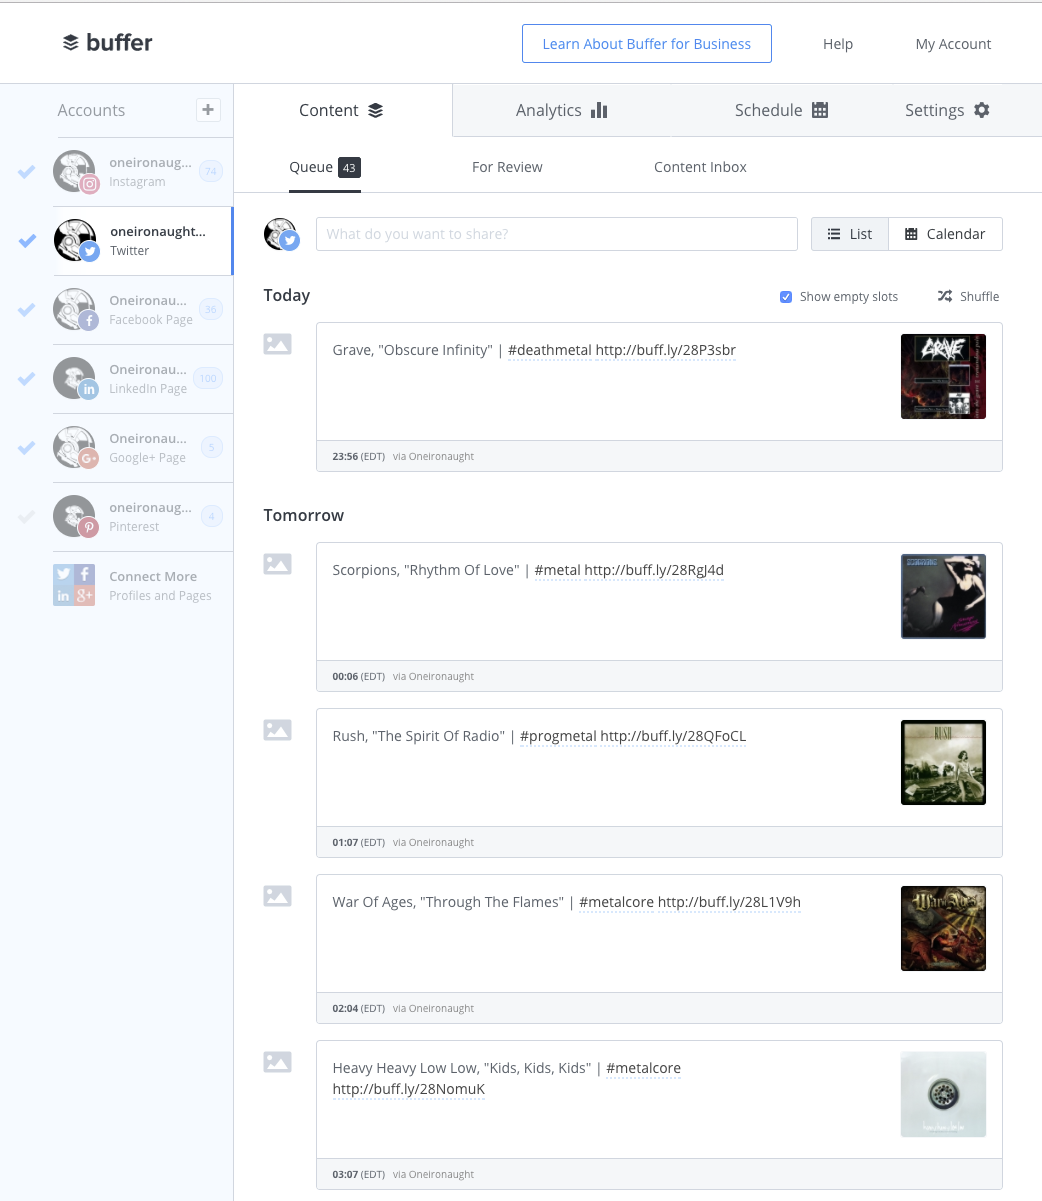 buffer
Learn About Buffer for Business
Help
My Account
Accounts
+
Content
Analytics
Schedule
Settings
Queue 43
For Review
Content Inbox
oneironaug... 74
Instagram
oneironaught...
Twitter
Oneironau... 36
Facebook Page
Oneironau... 100
LinkedIn Page
Oneironau... 5
Google+ Page
oneironaug... 4
Pinterest
Connect More
Profiles and Pages
What do you want to share?
List
Calendar
Today
Show empty slots
Shuffle
Grave, "Obscure Infinity" | #deathmetal http://buff.ly/28P3sbr
GRAVE
23:56 (EDT) via Oneironaught
Tomorrow
Scorpions, "Rhythm Of Love" | #metal http://buff.ly/28RgJ4d
00:06 (EDT) via Oneironaught
Rush, "The Spirit Of Radio" | #progmetal http://buff.ly/28QFoCL
RUSH
01:07 (EDT) via Oneironaught
War Of Ages, "Through The Flames" | #metalcore http://buff.ly/28L1V9h
02:04 (EDT) via Oneironaught
Heavy Heavy Low Low, "Kids, Kids, Kids" | #metalcore
http://buff.ly/28NomuK
03:07 (EDT) via Oneironaught